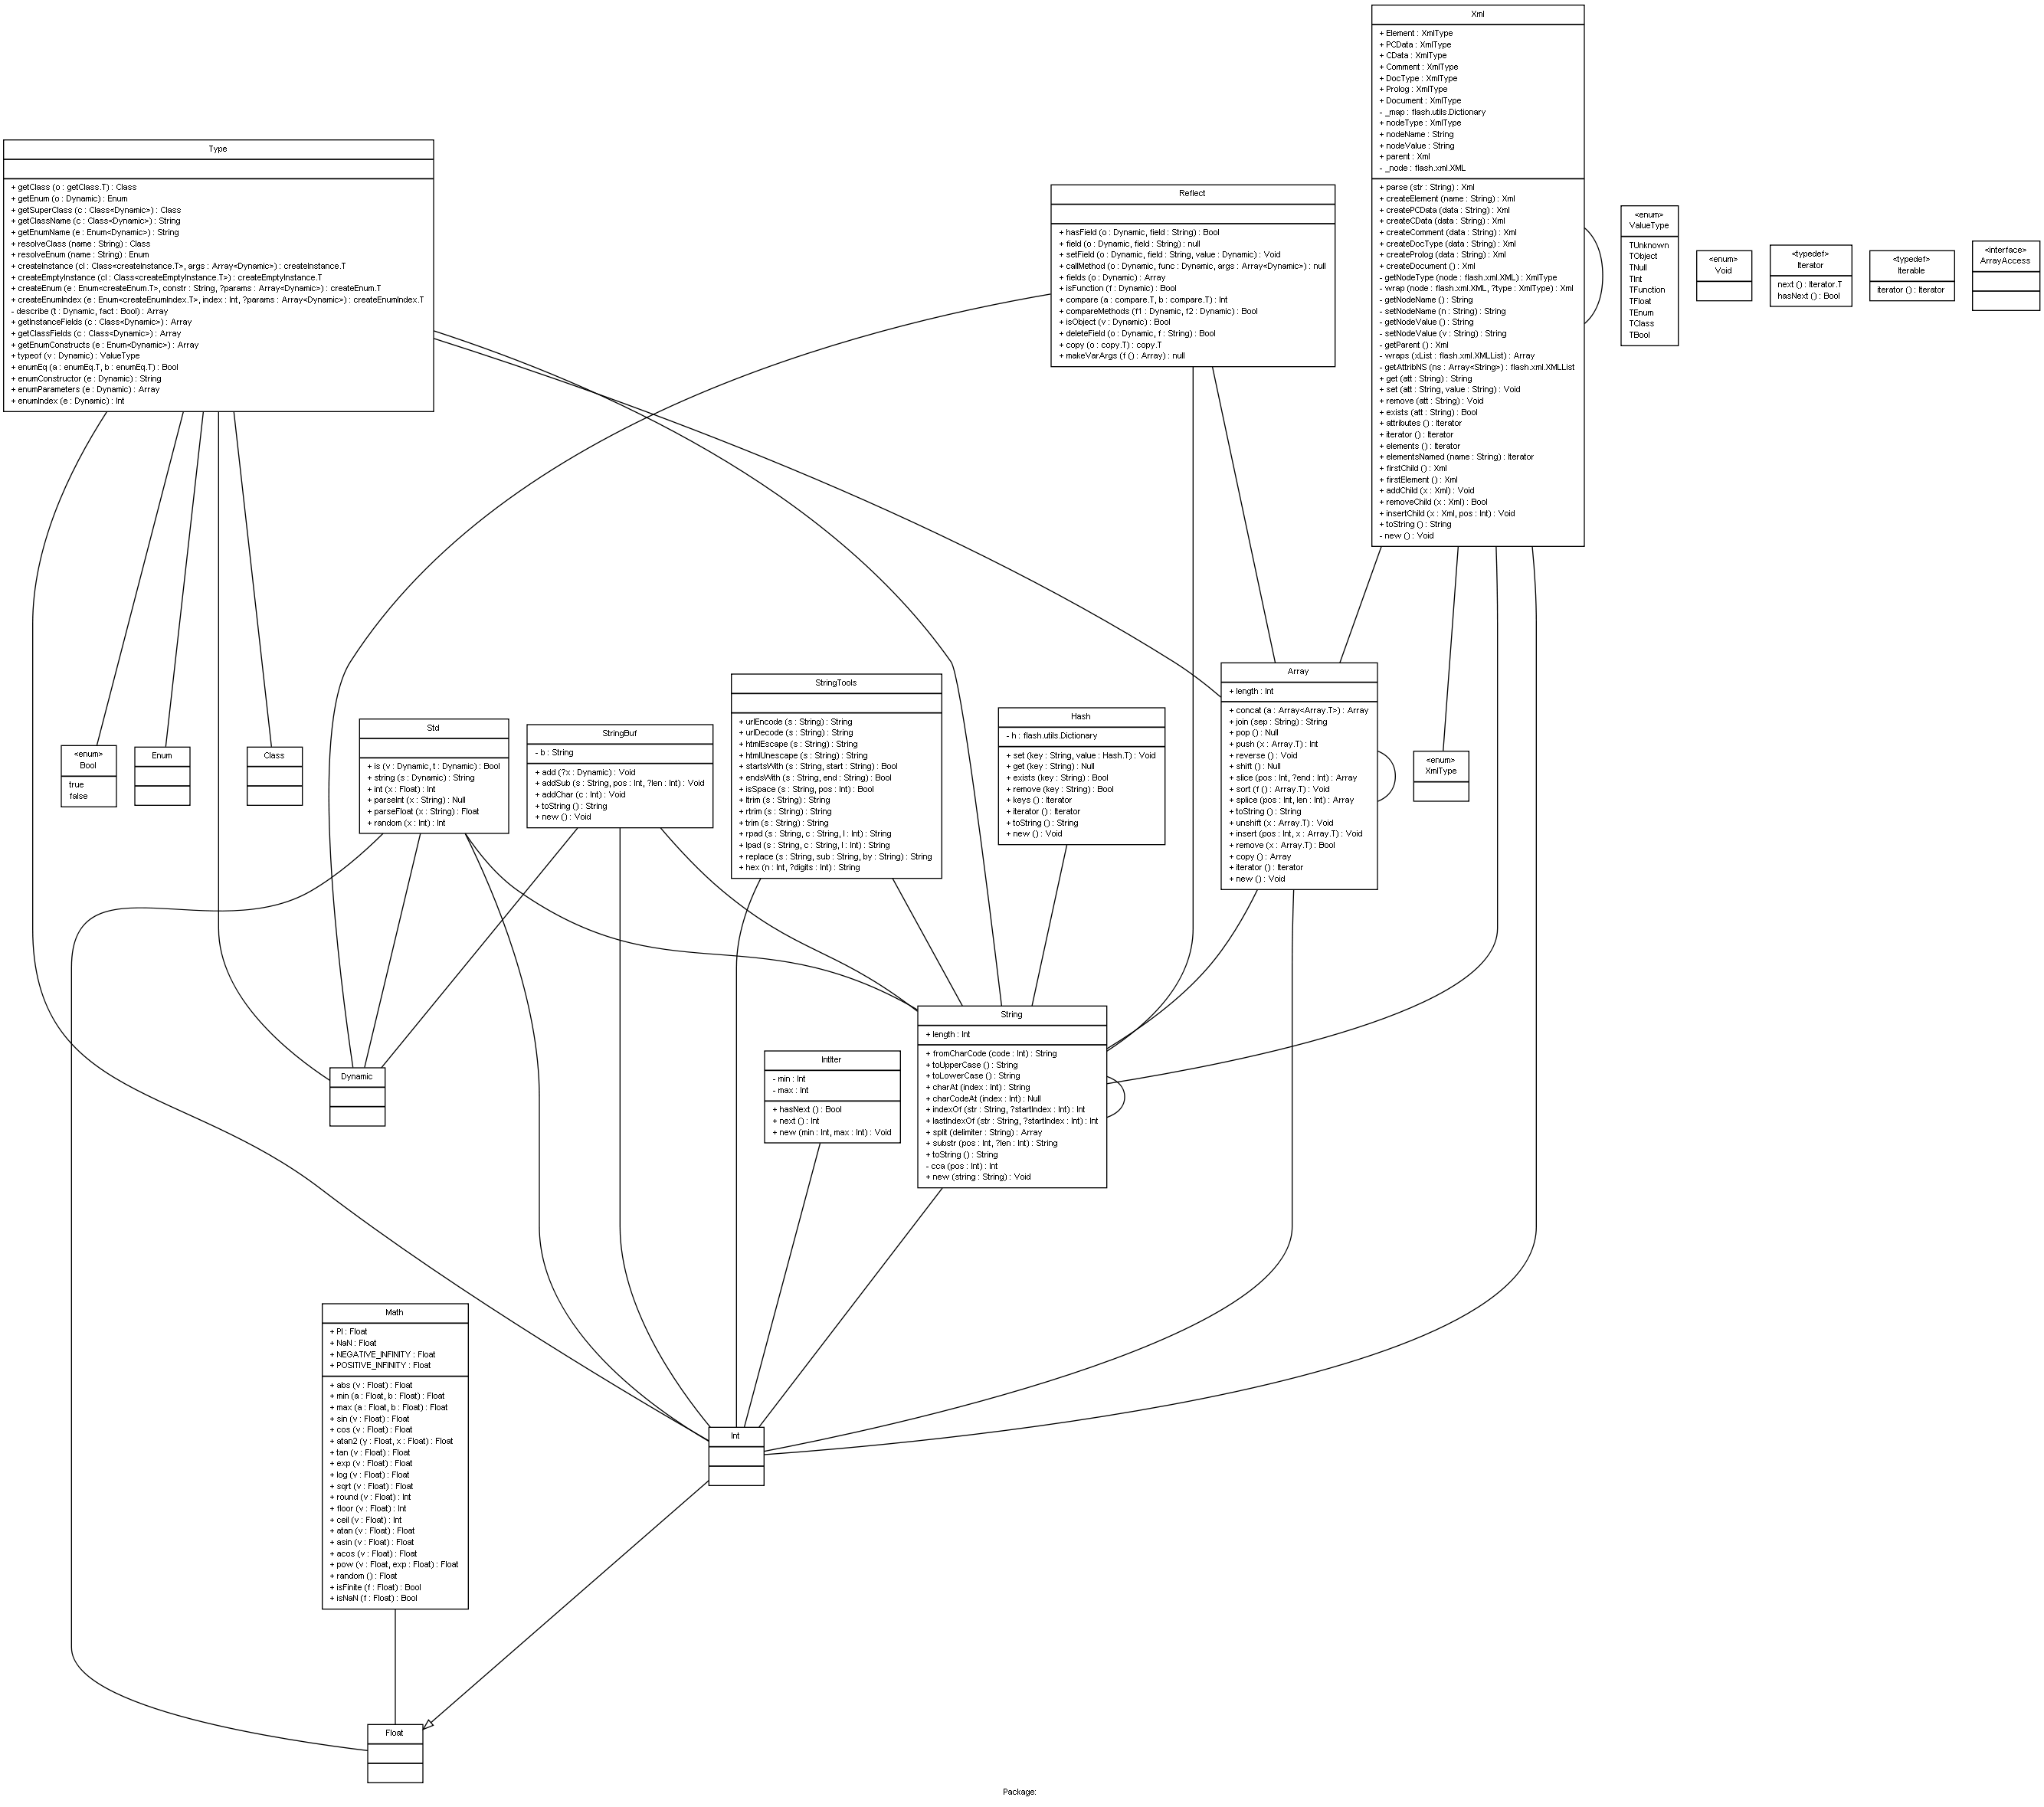 Xml
+ Element : XmlType
+ PCData : XmlType
+ CData : XmlType
+ Comment : XmlType
+ DocType : XmlType
+ Prolog : XmlType
+ Document : XmlType
- _map : flash.utils.Dictionary
+ nodeType : XmlType
+ nodeName : String
+ nodeValue : String
+ parent : Xml
- _node : flash.xml.XML
+ parse (str : String) : Xml
+ createElement (name : String) : Xml
+ createPCData (data : String) : Xml
+ createCData (data : String) : Xml
+ createComment (data : String) : Xml
+ createDocType (data : String) : Xml
+ createProlog (data : String) : Xml
+ createDocument () : Xml
- getNodeType (node : flash.xml.XML) : XmlType
- wrap (node : flash.xml.XML, ?type : XmlType) : Xml
- getNodeName () : String
- setNodeName (n : String) : String
- getNodeValue () : String
- setNodeValue (v : String) : String
- getParent () : Xml
- wraps (xList : flash.xml.XMLList) : Array
- getAttribNS (ns : Array<String>) : flash.xml.XMLList
+ get (att : String) : String
+ set (att : String, value : String) : Void
+ remove (att : String) : Void
+ exists (att : String) : Bool
+ attributes () : Iterator
+ iterator () : Iterator
+ elements () : Iterator
+ elementsNamed (name : String) : Iterator
+ firstChild () : Xml
+ firstElement () : Xml
+ addChild (x : Xml) : Void
+ removeChild (x : Xml) : Bool
+ insertChild (x : Xml, pos : Int) : Void
+ toString () : String
- new () : Void
Type
+ getClass (o : getClass.T) : Class
+ getEnum (o : Dynamic) : Enum
+ getSuperClass (c : Class<Dynamic>) : Class
+ getClassName (c : Class<Dynamic>) : String
+ getEnumName (e : Enum<Dynamic>) : String
+ resolveClass (name : String) : Class
+ resolveEnum (name : String) : Enum
+ createInstance (cl : Class<createInstance.T>, args : Array<Dynamic>) : createInstance.T
+ createEmptyInstance (cl : Class<createEmptyInstance.T>) : createEmptyInstance.T
+ createEnum (e : Enum<createEnum.T>, constr : String, ?params : Array<Dynamic>) : createEnum.T
+ createEnumIndex (e : Enum<createEnumIndex.T>, index : Int, ?params : Array<Dynamic>) : createEnumIndex.T
- describe (t : Dynamic, fact : Bool) : Array
+ getInstanceFields (c : Class<Dynamic>) : Array
+ getClassFields (c : Class<Dynamic>) : Array
+ getEnumConstructs (e : Enum<Dynamic>) : Array
+ typeof (v : Dynamic) : ValueType
+ enumEq (a : enumEq.T, b : enumEq.T) : Bool
+ enumConstructor (e : Dynamic) : String
+ enumParameters (e : Dynamic) : Array
+ enumIndex (e : Dynamic) : Int
Reflect
+ hasField (o : Dynamic, field : String) : Bool
+ field (o : Dynamic, field : String) : null
+ setField (o : Dynamic, field : String, value : Dynamic) : Void
+ callMethod (o : Dynamic, func : Dynamic, args : Array<Dynamic>) : null
+ fields (o : Dynamic) : Array
+ isFunction (f : Dynamic) : Bool
+ compare (a : compare.T, b : compare.T) : Int
+ compareMethods (f1 : Dynamic, f2 : Dynamic) : Bool
+ isObject (v : Dynamic) : Bool
+ deleteField (o : Dynamic, f : String) : Bool
+ copy (o : copy.T) : copy.T
+ makeVarArgs (f () : Array) : null
«enum»
ValueType
TUnknown
TObject
TNull
TInt
TFunction
TFloat
TEnum
TClass
TBool
«enum»
Void
«typedef»
Iterator
next () : Iterator.T
hasNext () : Bool
«typedef»
Iterable
iterator () : Iterator
«interface»
ArrayAccess
«enum»
Bool
true
false
Enum
Class
Std
+ is (v : Dynamic, t : Dynamic) : Bool
+ string (s : Dynamic) : String
+ int (x : Float) : Int
+ parseInt (x : String) : Null
+ parseFloat (x : String) : Float
+ random (x : Int) : Int
StringBuf
- b : String
+ add (?x : Dynamic) : Void
+ addSub (s : String, pos : Int, ?len : Int) : Void
+ addChar (c : Int) : Void
+ toString () : String
+ new () : Void
StringTools
+ urlEncode (s : String) : String
+ urlDecode (s : String) : String
+ htmlEscape (s : String) : String
+ htmlUnescape (s : String) : String
+ startsWith (s : String, start : String) : Bool
+ endsWith (s : String, end : String) : Bool
+ isSpace (s : String, pos : Int) : Bool
+ ltrim (s : String) : String
+ rtrim (s : String) : String
+ trim (s : String) : String
+ rpad (s : String, c : String, l : Int) : String
+ lpad (s : String, c : String, l : Int) : String
+ replace (s : String, sub : String, by : String) : String
+ hex (n : Int, ?digits : Int) : String
Hash
- h : flash.utils.Dictionary
+ set (key : String, value : Hash.T) : Void
+ get (key : String) : Null
+ exists (key : String) : Bool
+ remove (key : String) : Bool
+ keys () : Iterator
+ iterator () : Iterator
+ toString () : String
+ new () : Void
Array
+ length : Int
+ concat (a : Array<Array.T>) : Array
+ join (sep : String) : String
+ pop () : Null
+ push (x : Array.T) : Int
+ reverse () : Void
+ shift () : Null
+ slice (pos : Int, ?end : Int) : Array
+ sort (f () : Array.T) : Void
+ splice (pos : Int, len : Int) : Array
+ toString () : String
+ unshift (x : Array.T) : Void
+ insert (pos : Int, x : Array.T) : Void
+ remove (x : Array.T) : Bool
+ copy () : Array
+ iterator () : Iterator
+ new () : Void
«enum»
XmlType
Dynamic
IntIter
- min : Int
- max : Int
+ hasNext () : Bool
+ next () : Int
+ new (min : Int, max : Int) : Void
String
+ length : Int
+ fromCharCode (code : Int) : String
+ toUpperCase () : String
+ toLowerCase () : String
+ charAt (index : Int) : String
+ charCodeAt (index : Int) : Null
+ indexOf (str : String, ?startIndex : Int) : Int
+ lastIndexOf (str : String, ?startIndex : Int) : Int
+ split (delimiter : String) : Array
+ substr (pos : Int, ?len : Int) : String
+ toString () : String
- cca (pos : Int) : Int
+ new (string : String) : Void
Math
+ PI : Float
+ NaN : Float
+ NEGATIVE_INFINITY : Float
+ POSITIVE_INFINITY : Float
+ abs (v : Float) : Float
+ min (a : Float, b : Float) : Float
+ max (a : Float, b : Float) : Float
+ sin (v : Float) : Float
+ cos (v : Float) : Float
+ atan2 (y : Float, x : Float) : Float
+ tan (v : Float) : Float
+ exp (v : Float) : Float
+ log (v : Float) : Float
+ sqrt (v : Float) : Float
+ round (v : Float) : Int
+ floor (v : Float) : Int
+ ceil (v : Float) : Int
+ atan (v : Float) : Float
+ asin (v : Float) : Float
+ acos (v : Float) : Float
+ pow (v : Float, exp : Float) : Float
+ random () : Float
+ isFinite (f : Float) : Bool
+ isNaN (f : Float) : Bool
Int
Float
Package: